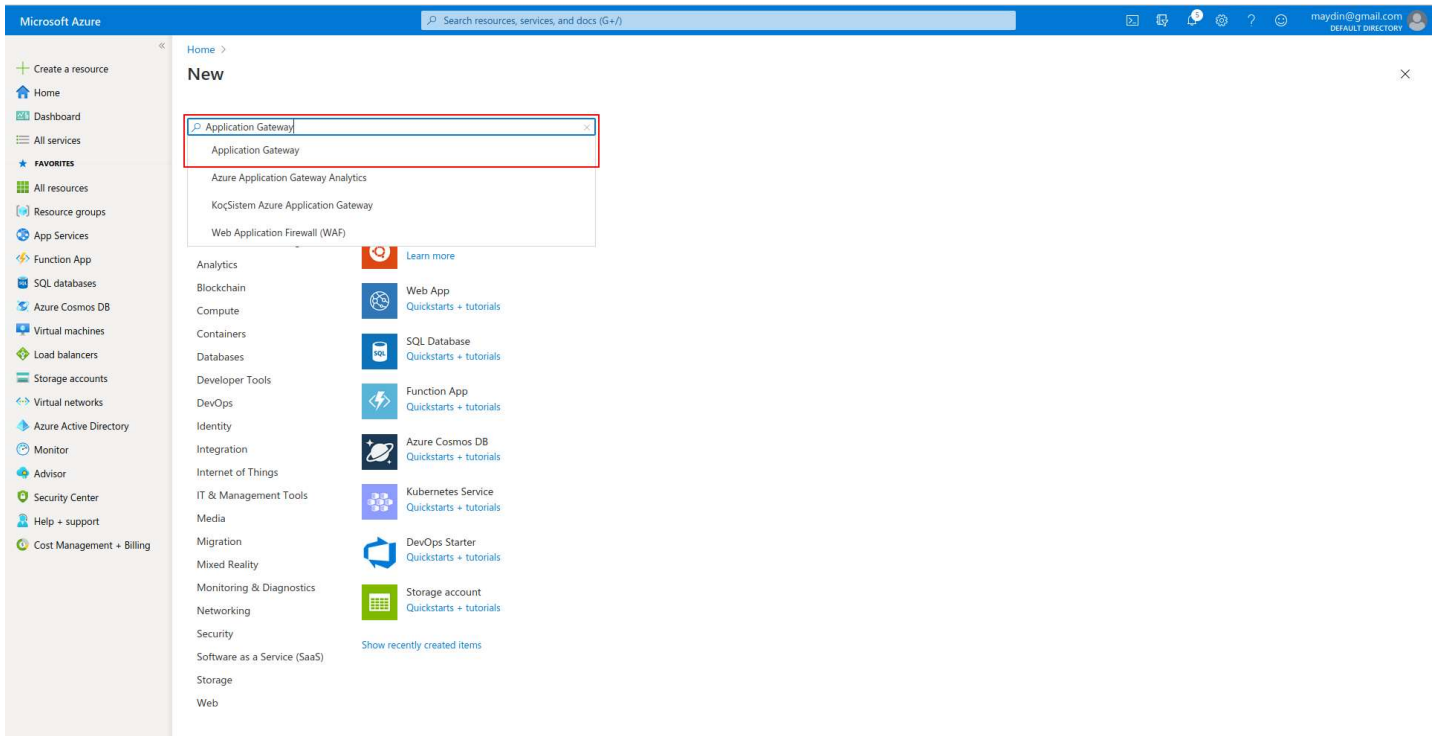 Microsoft Azure
Search resources, services, and docs (G+/)
5
maydin@gmail.com
DEFAULT DIRECTORY
Create a resource
Home
Dashboard
All services
FAVORITES
All resources
Resource groups
App Services
Function App
SQL databases
Azure Cosmos DB
Virtual machines
Load balancers
Storage accounts
Virtual networks
Azure Active Directory
Monitor
Advisor
Security Center
Help + support
Cost Management + Billing
Home >
New
Application Gateway
Application Gateway
Azure Application Gateway Analytics
KoçSistem Azure Application Gateway
Web Application Firewall (WAF)
Analytics
Blockchain
Compute
Containers
Databases
Developer Tools
DevOps
Identity
Integration
Internet of Things
IT & Management Tools
Media
Migration
Mixed Reality
Monitoring & Diagnostics
Networking
Security
Software as a Service (SaaS)
Storage
Web
Learn more
Web App
Quickstarts + tutorials
SQL
SQL Database
Quickstarts + tutorials
Function App
Quickstarts + tutorials
Azure Cosmos DB
Quickstarts + tutorials
Kubernetes Service
Quickstarts + tutorials
DevOps Starter
Quickstarts + tutorials
Storage account
Quickstarts + tutorials
Show recently created items